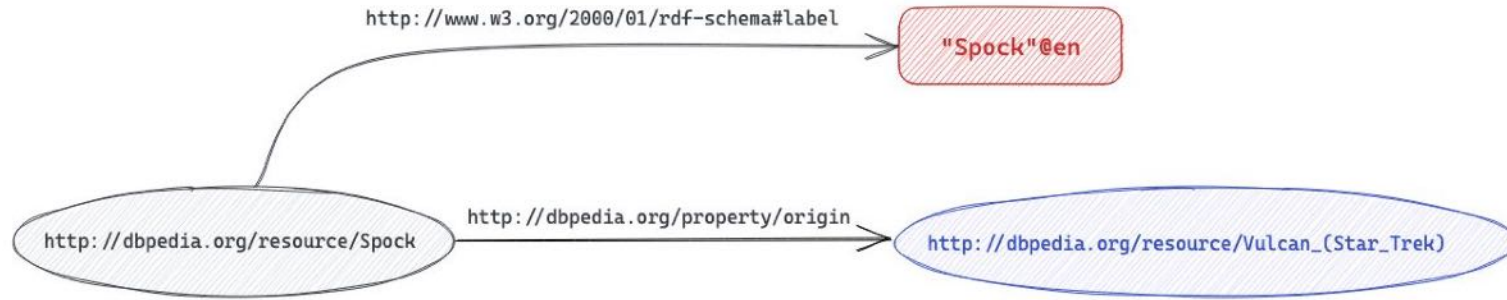 http://www.w3.org/2000/01/rdf-schema#label
"Spock"@en
http://dbpedia.org/resource/Spock
http://dbpedia.org/property/origin
http://dbpedia.org/resource/Vulcan_(Star_Trek)